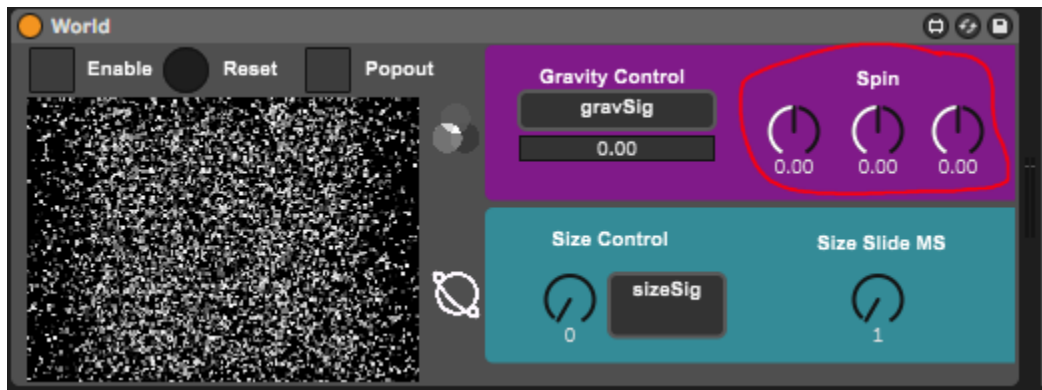 World
Enable Reset Popout
Gravity Control
gravSig
0.00
Spin
0.00 0.00 0.00
Size Control
0
sizeSig
Size Slide MS
1